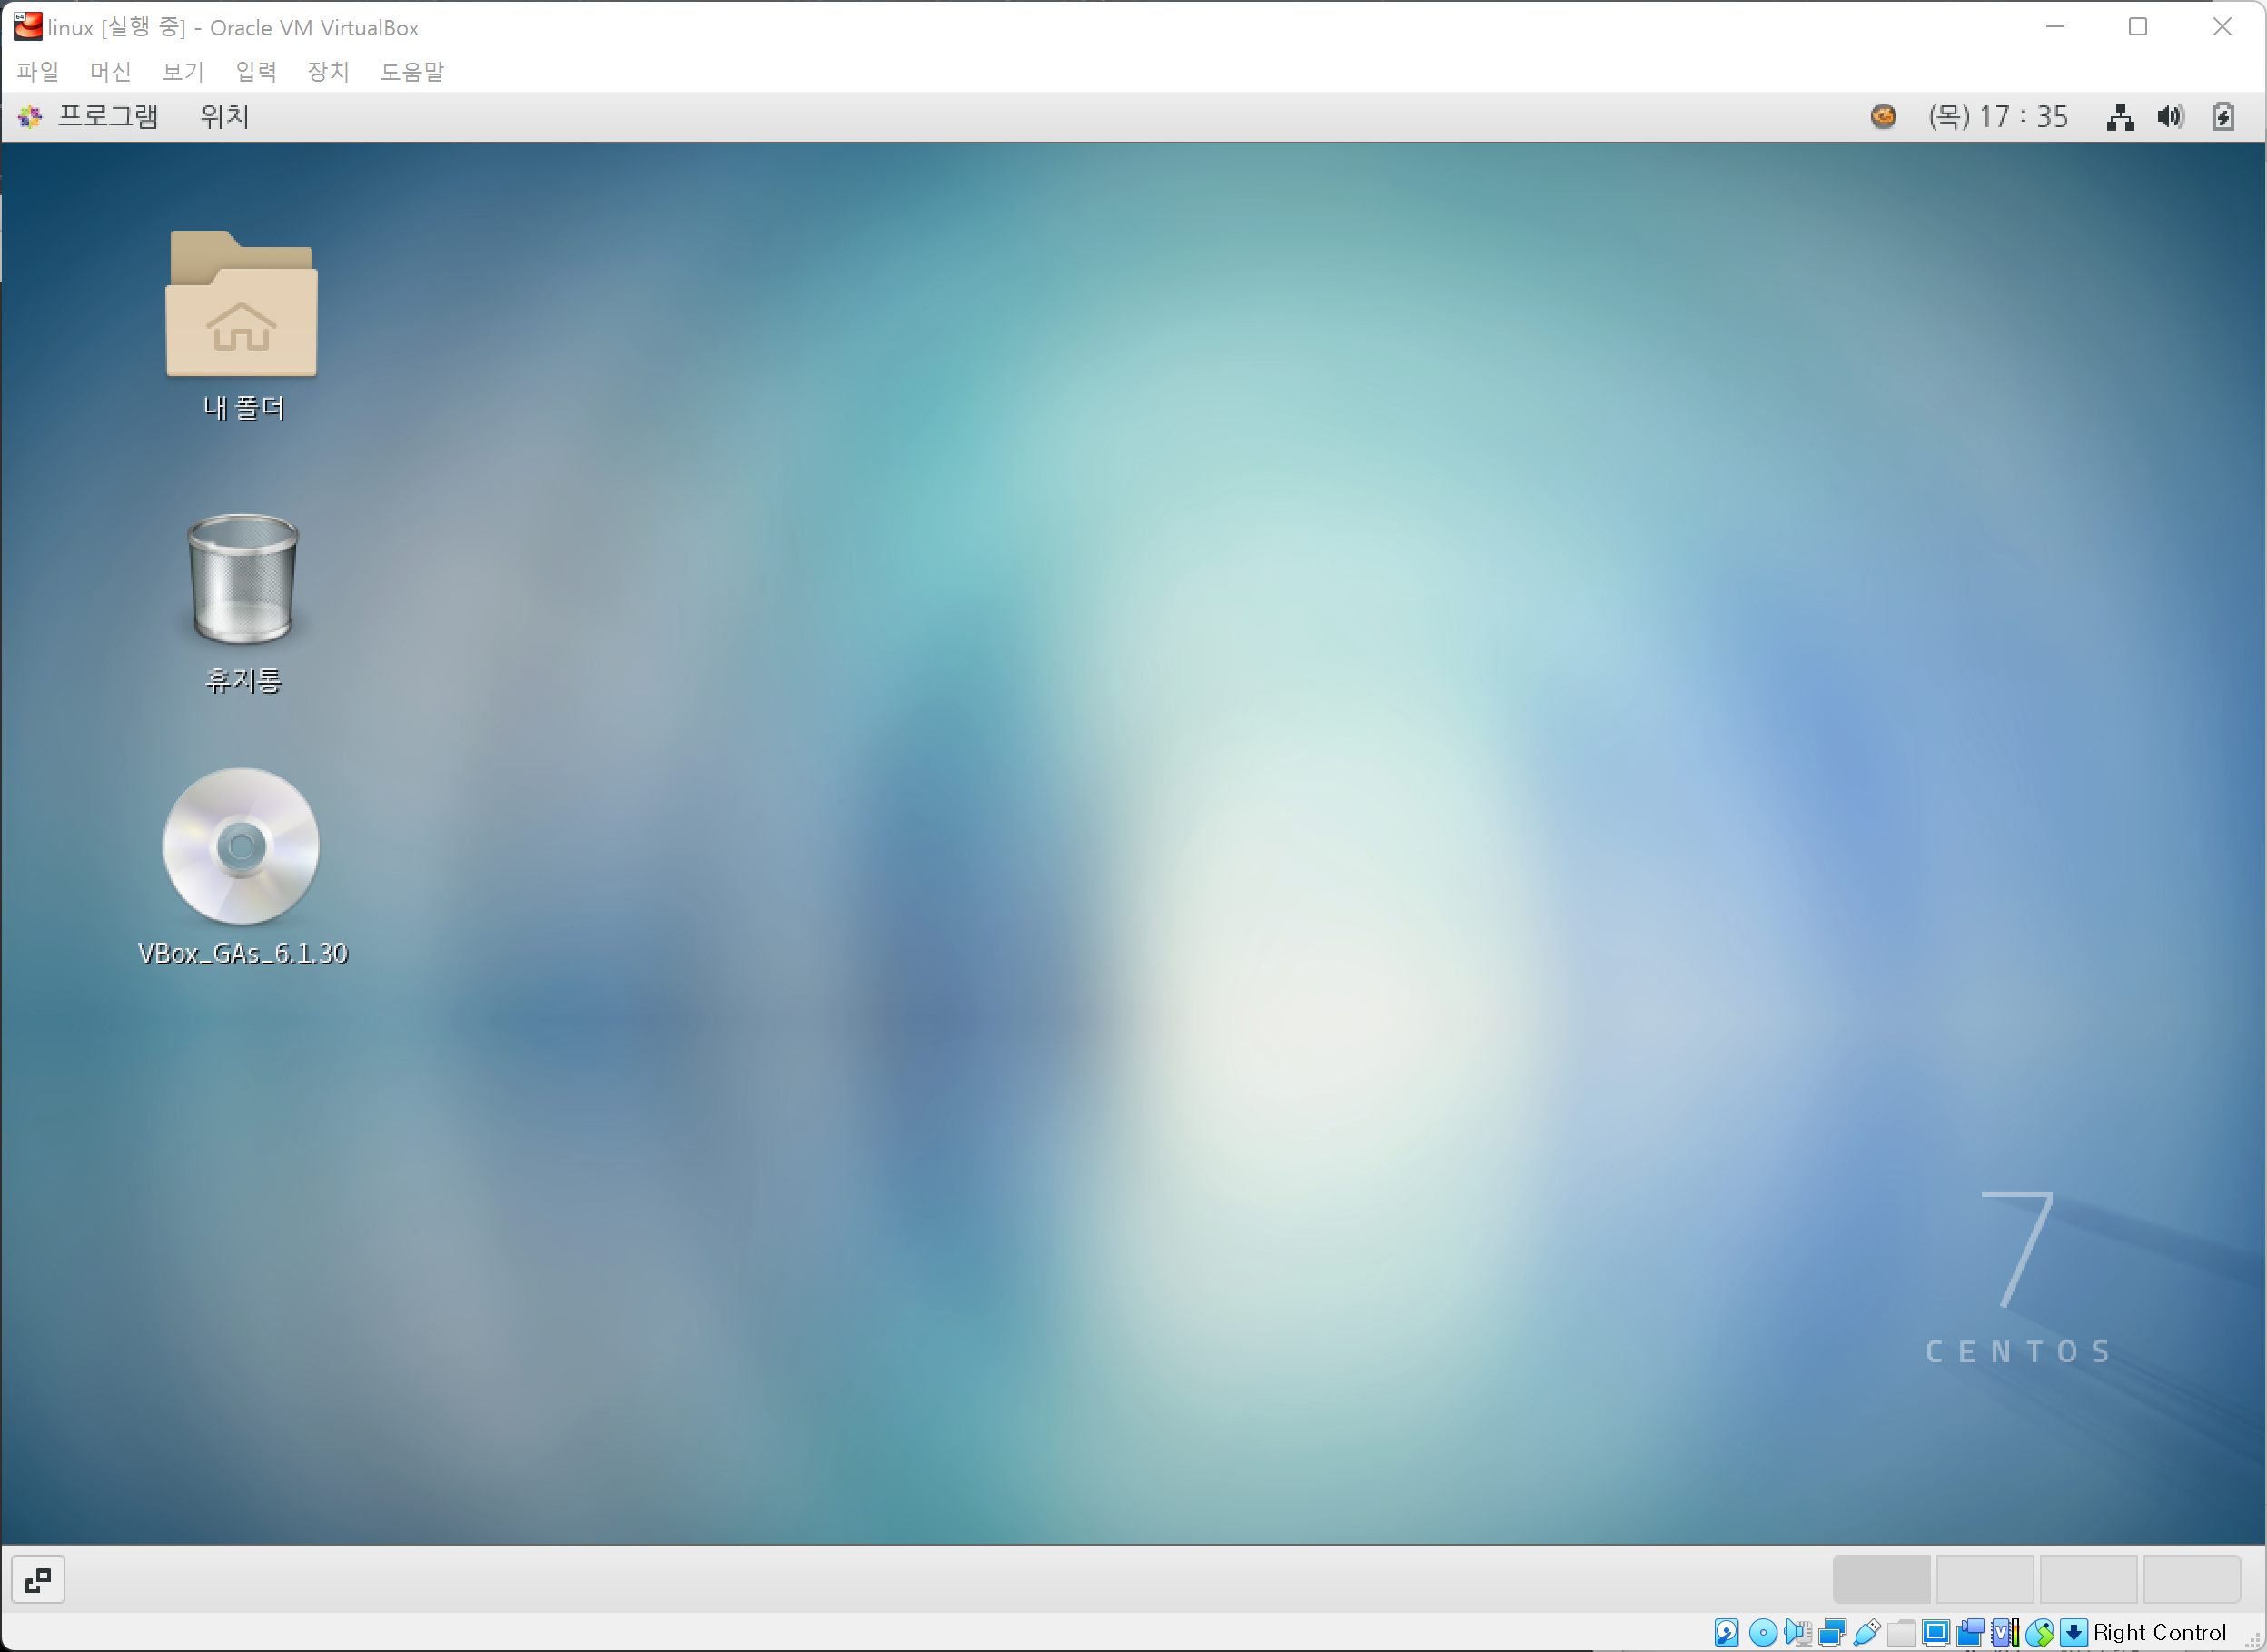 linux [실행 중] - Oracle VM VirtualBox
파일 머신 보기 입력 장치 도움말
프로그램 위치 (목) 17 : 35
내 폴더
휴지통
VBox_GAs_6.1.30
7
CENTOS
Right Control